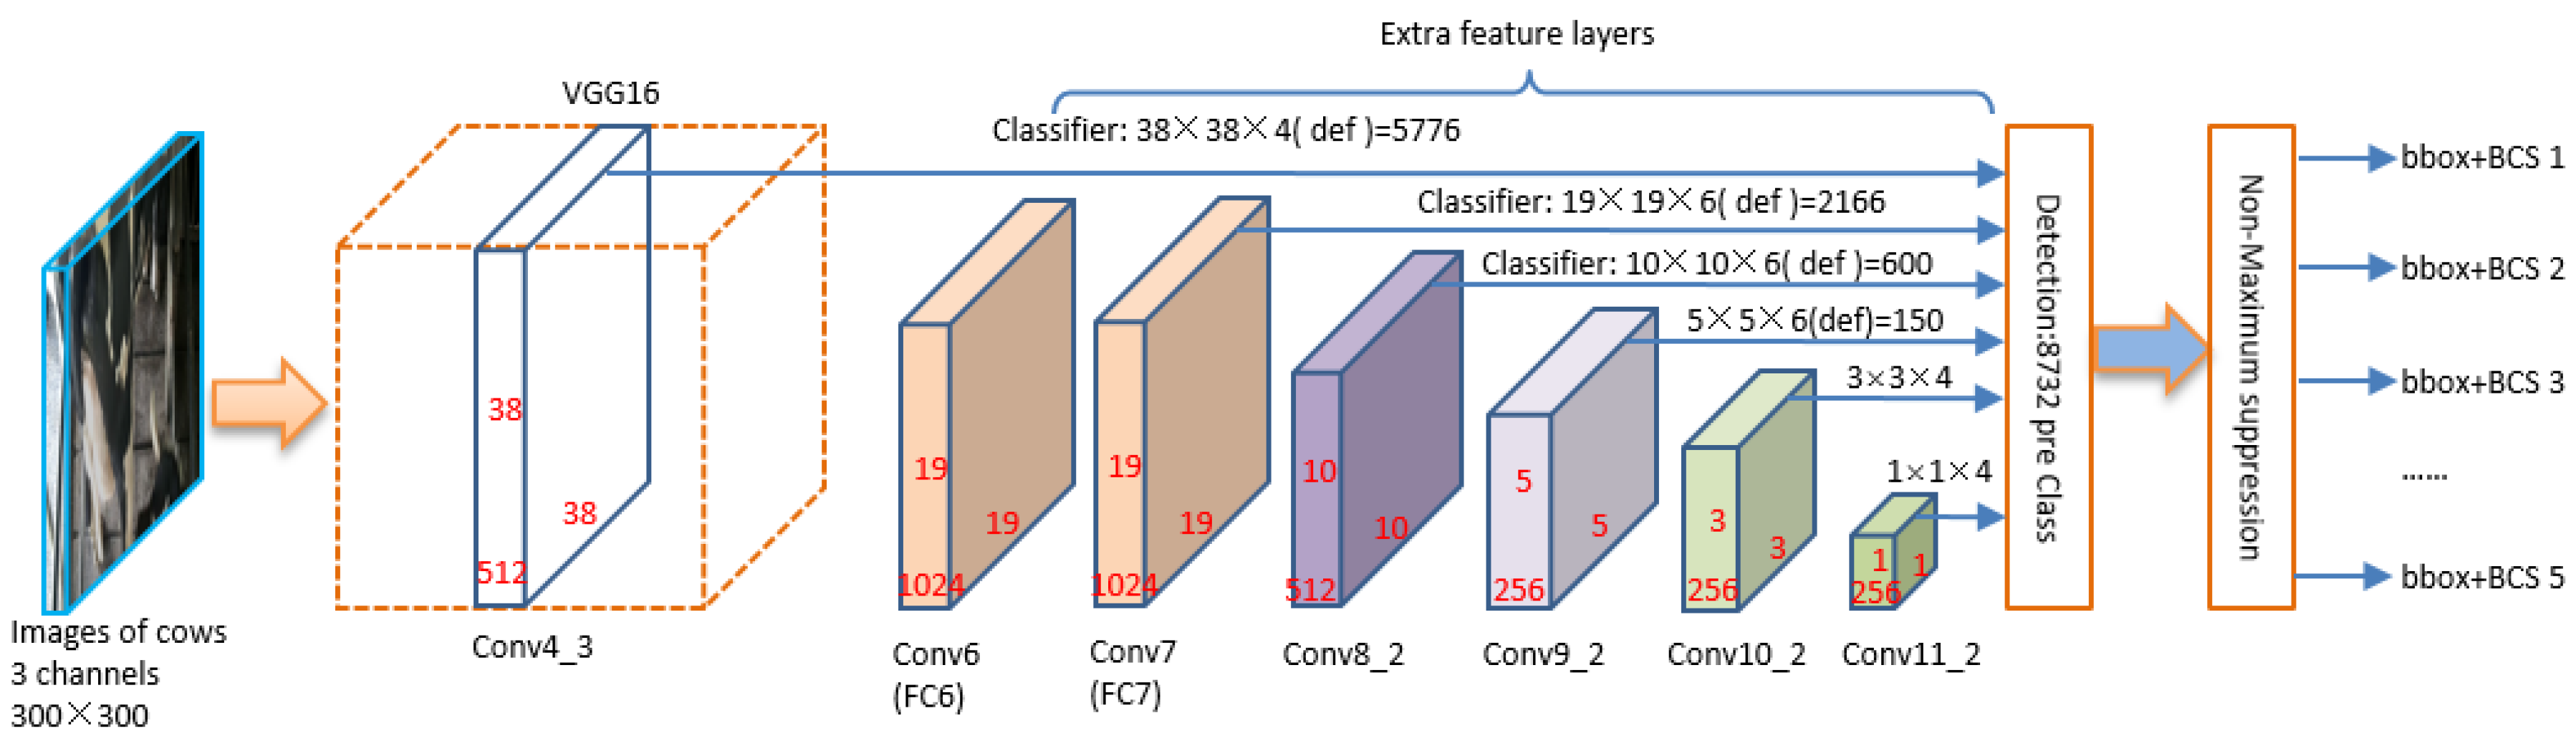 Extra feature layers
VGG16
Classifier: 38×38×4( def )=5776
Classifier: 19×19×6( def )=2166
Classifier: 10×10×6( def )=600
5×5×6(def)=150
3×3×4
1×1×4
38
38
512
19
19
1024
19
19
1024
10
10
512
5
5
256
3
3
256
1
1
256
Images of cows
3 channels
300×300
Conv4_3
Conv6
(FC6)
Conv7
(FC7)
Conv8_2
Conv9_2
Conv10_2
Conv11_2
Detection:8732 pre Class
Non-Maximum suppression
bbox+BCS 1
bbox+BCS 2
bbox+BCS 3
......
bbox+BCS 5